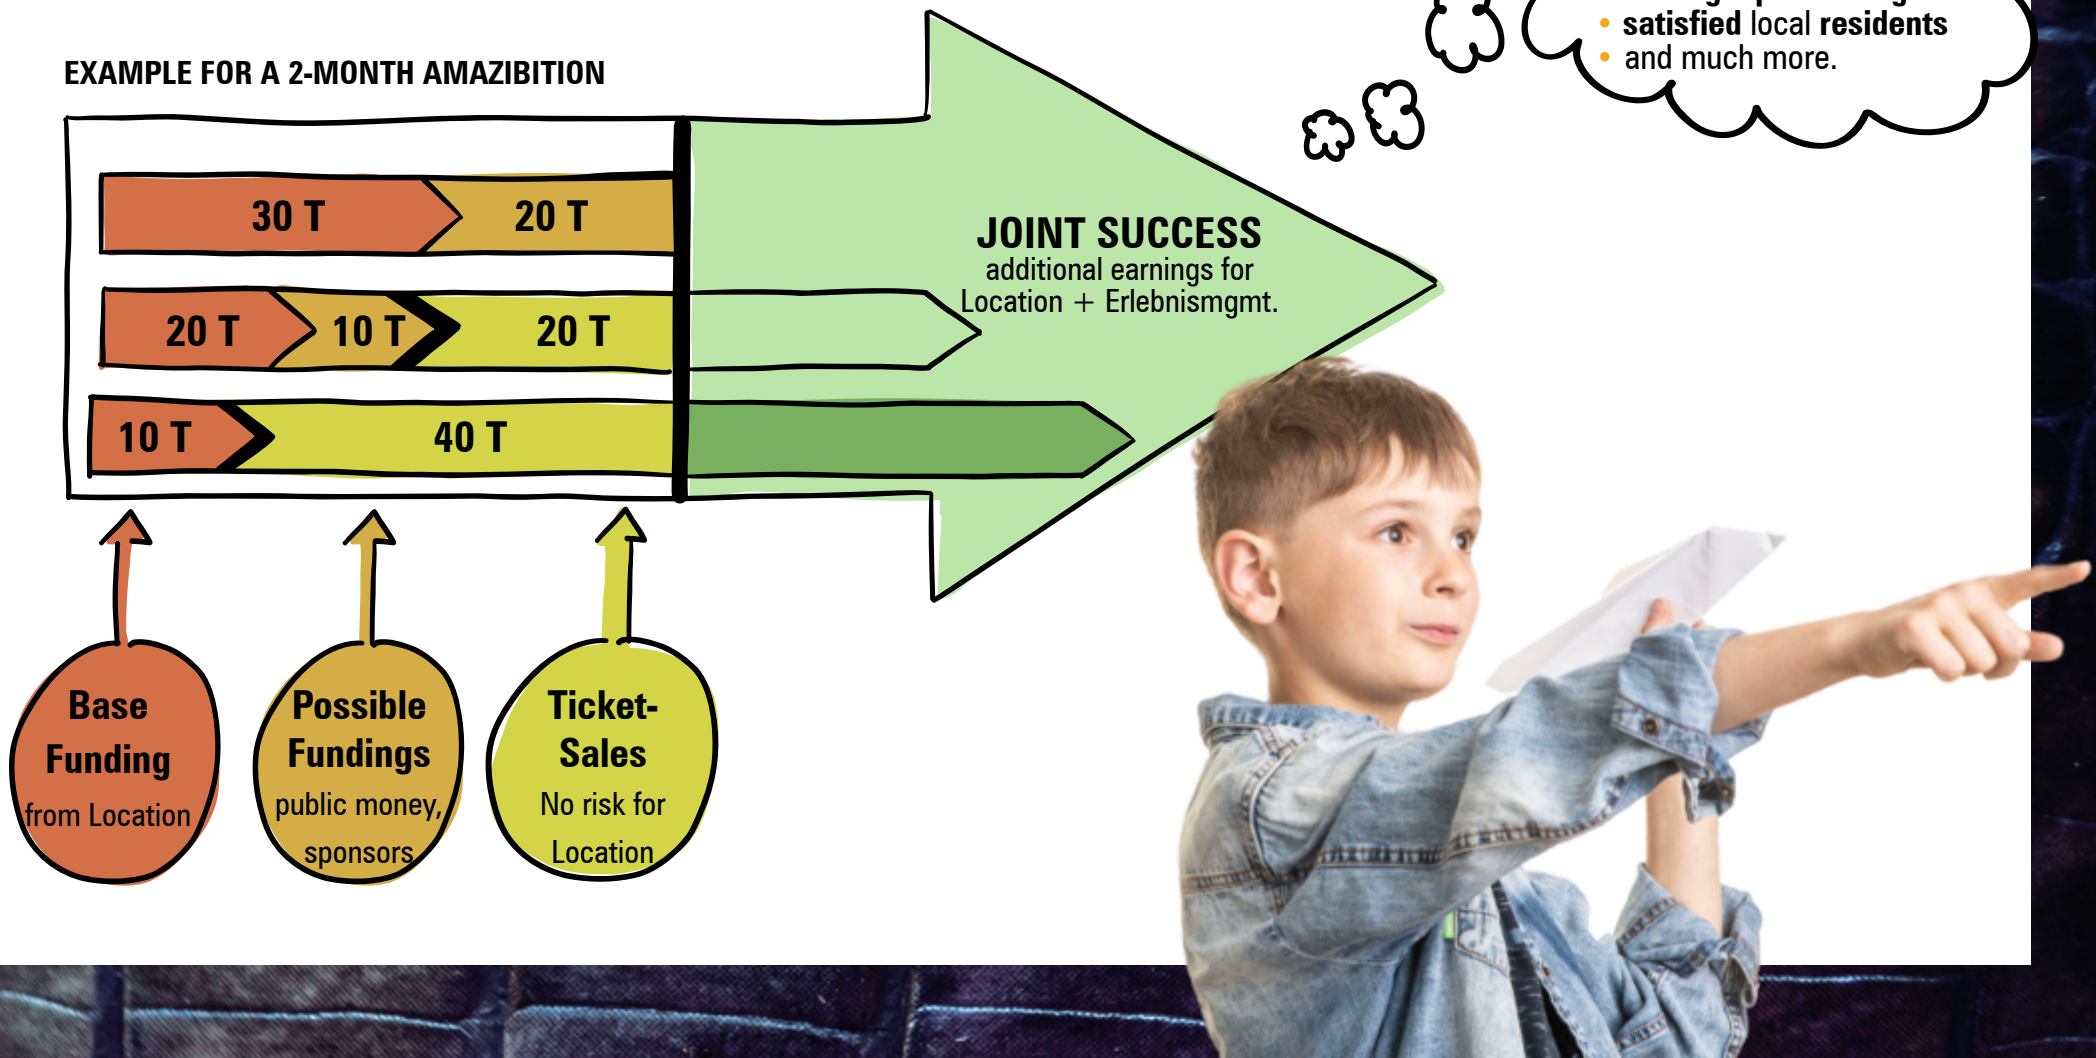 satisfied local residents
and much more.
EXAMPLE FOR A 2-MONTH AMAZIBITION
30 T 20 T
20 T 10 T 20 T
10 T 40 T
JOINT SUCCESS
additional earnings for
Location + Erlebnismgmt.
Base
Funding
from Location
Possible
Fundings
public money,
sponsors
Ticket-
Sales
No risk for
Location